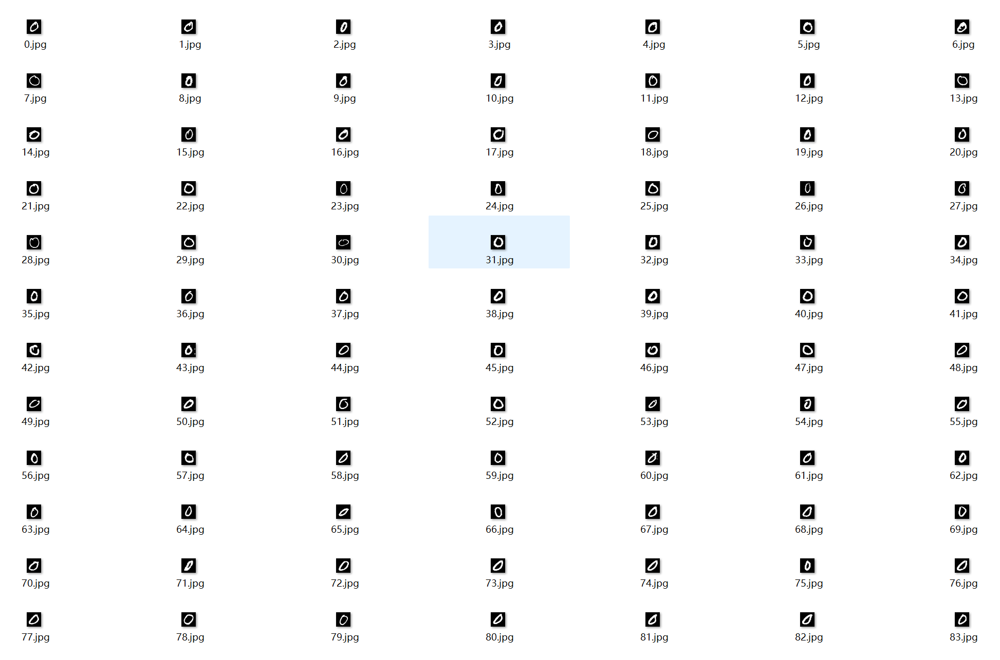 0.jpg 1.jpg 2.jpg 3.jpg 4.jpg 5.jpg 6.jpg
7.jpg 8.jpg 9.jpg 10.jpg 11.jpg 12.jpg 13.jpg
14.jpg 15.jpg 16.jpg 17.jpg 18.jpg 19.jpg 20.jpg
21.jpg 22.jpg 23.jpg 24.jpg 25.jpg 26.jpg 27.jpg
28.jpg 29.jpg 30.jpg 31.jpg 32.jpg 33.jpg 34.jpg
35.jpg 36.jpg 37.jpg 38.jpg 39.jpg 40.jpg 41.jpg
42.jpg 43.jpg 44.jpg 45.jpg 46.jpg 47.jpg 48.jpg
49.jpg 50.jpg 51.jpg 52.jpg 53.jpg 54.jpg 55.jpg
56.jpg 57.jpg 58.jpg 59.jpg 60.jpg 61.jpg 62.jpg
63.jpg 64.jpg 65.jpg 66.jpg 67.jpg 68.jpg 69.jpg
70.jpg 71.jpg 72.jpg 73.jpg 74.jpg 75.jpg 76.jpg
77.jpg 78.jpg 79.jpg 80.jpg 81.jpg 82.jpg 83.jpg